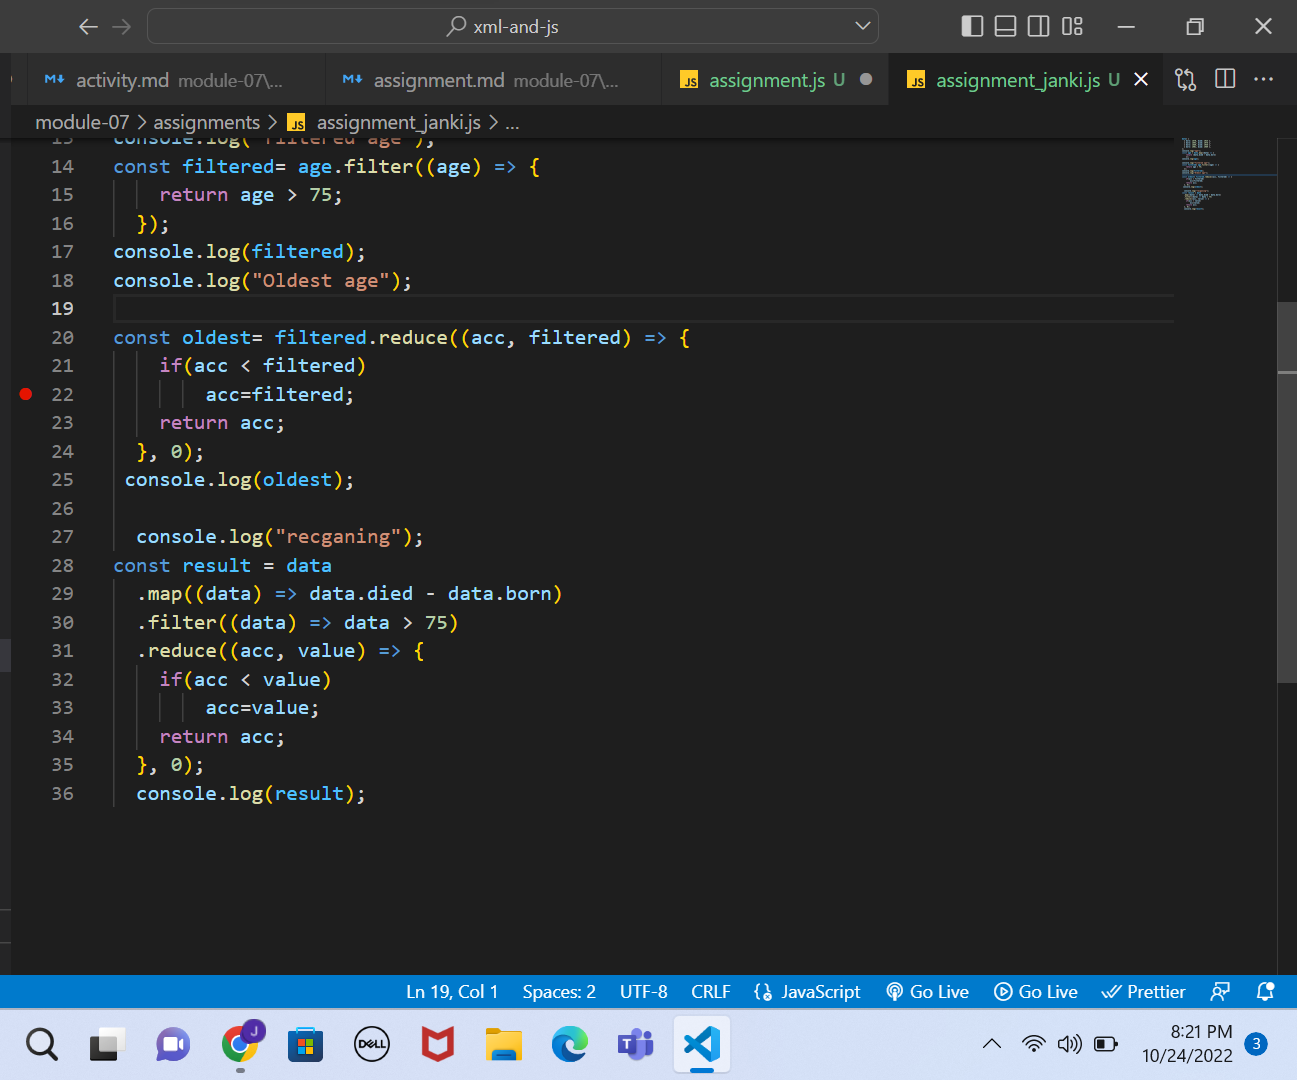 xml-and-js
activity.md module-07\... assignment.md module-07\... JS assignment.js U JS assignment_janki.js U
module-07 > assignments > JS assignment_janki.js > ...
13 console.log("filtered age");
14 const filtered= age.filter((age) => {
15 return age > 75;
16 });
17 console.log(filtered);
18 console.log("Oldest age");
19
20 const oldest= filtered.reduce((acc, filtered) => {
21 if(acc < filtered)
22 acc=filtered;
23 return acc;
24 }, 0);
25 console.log(oldest);
26
27 console.log("recganing");
28 const result = data
29 .map((data) => data.died - data.born)
30 .filter((data) => data > 75)
31 .reduce((acc, value) => {
32 if(acc < value)
33 acc=value;
34 return acc;
35 }, 0);
36 console.log(result);
Ln 19, Col 1 Spaces: 2 UTF-8 CRLF JavaScript Go Live Go Live Prettier
J DELL T
8:21 PM
10/24/2022 3